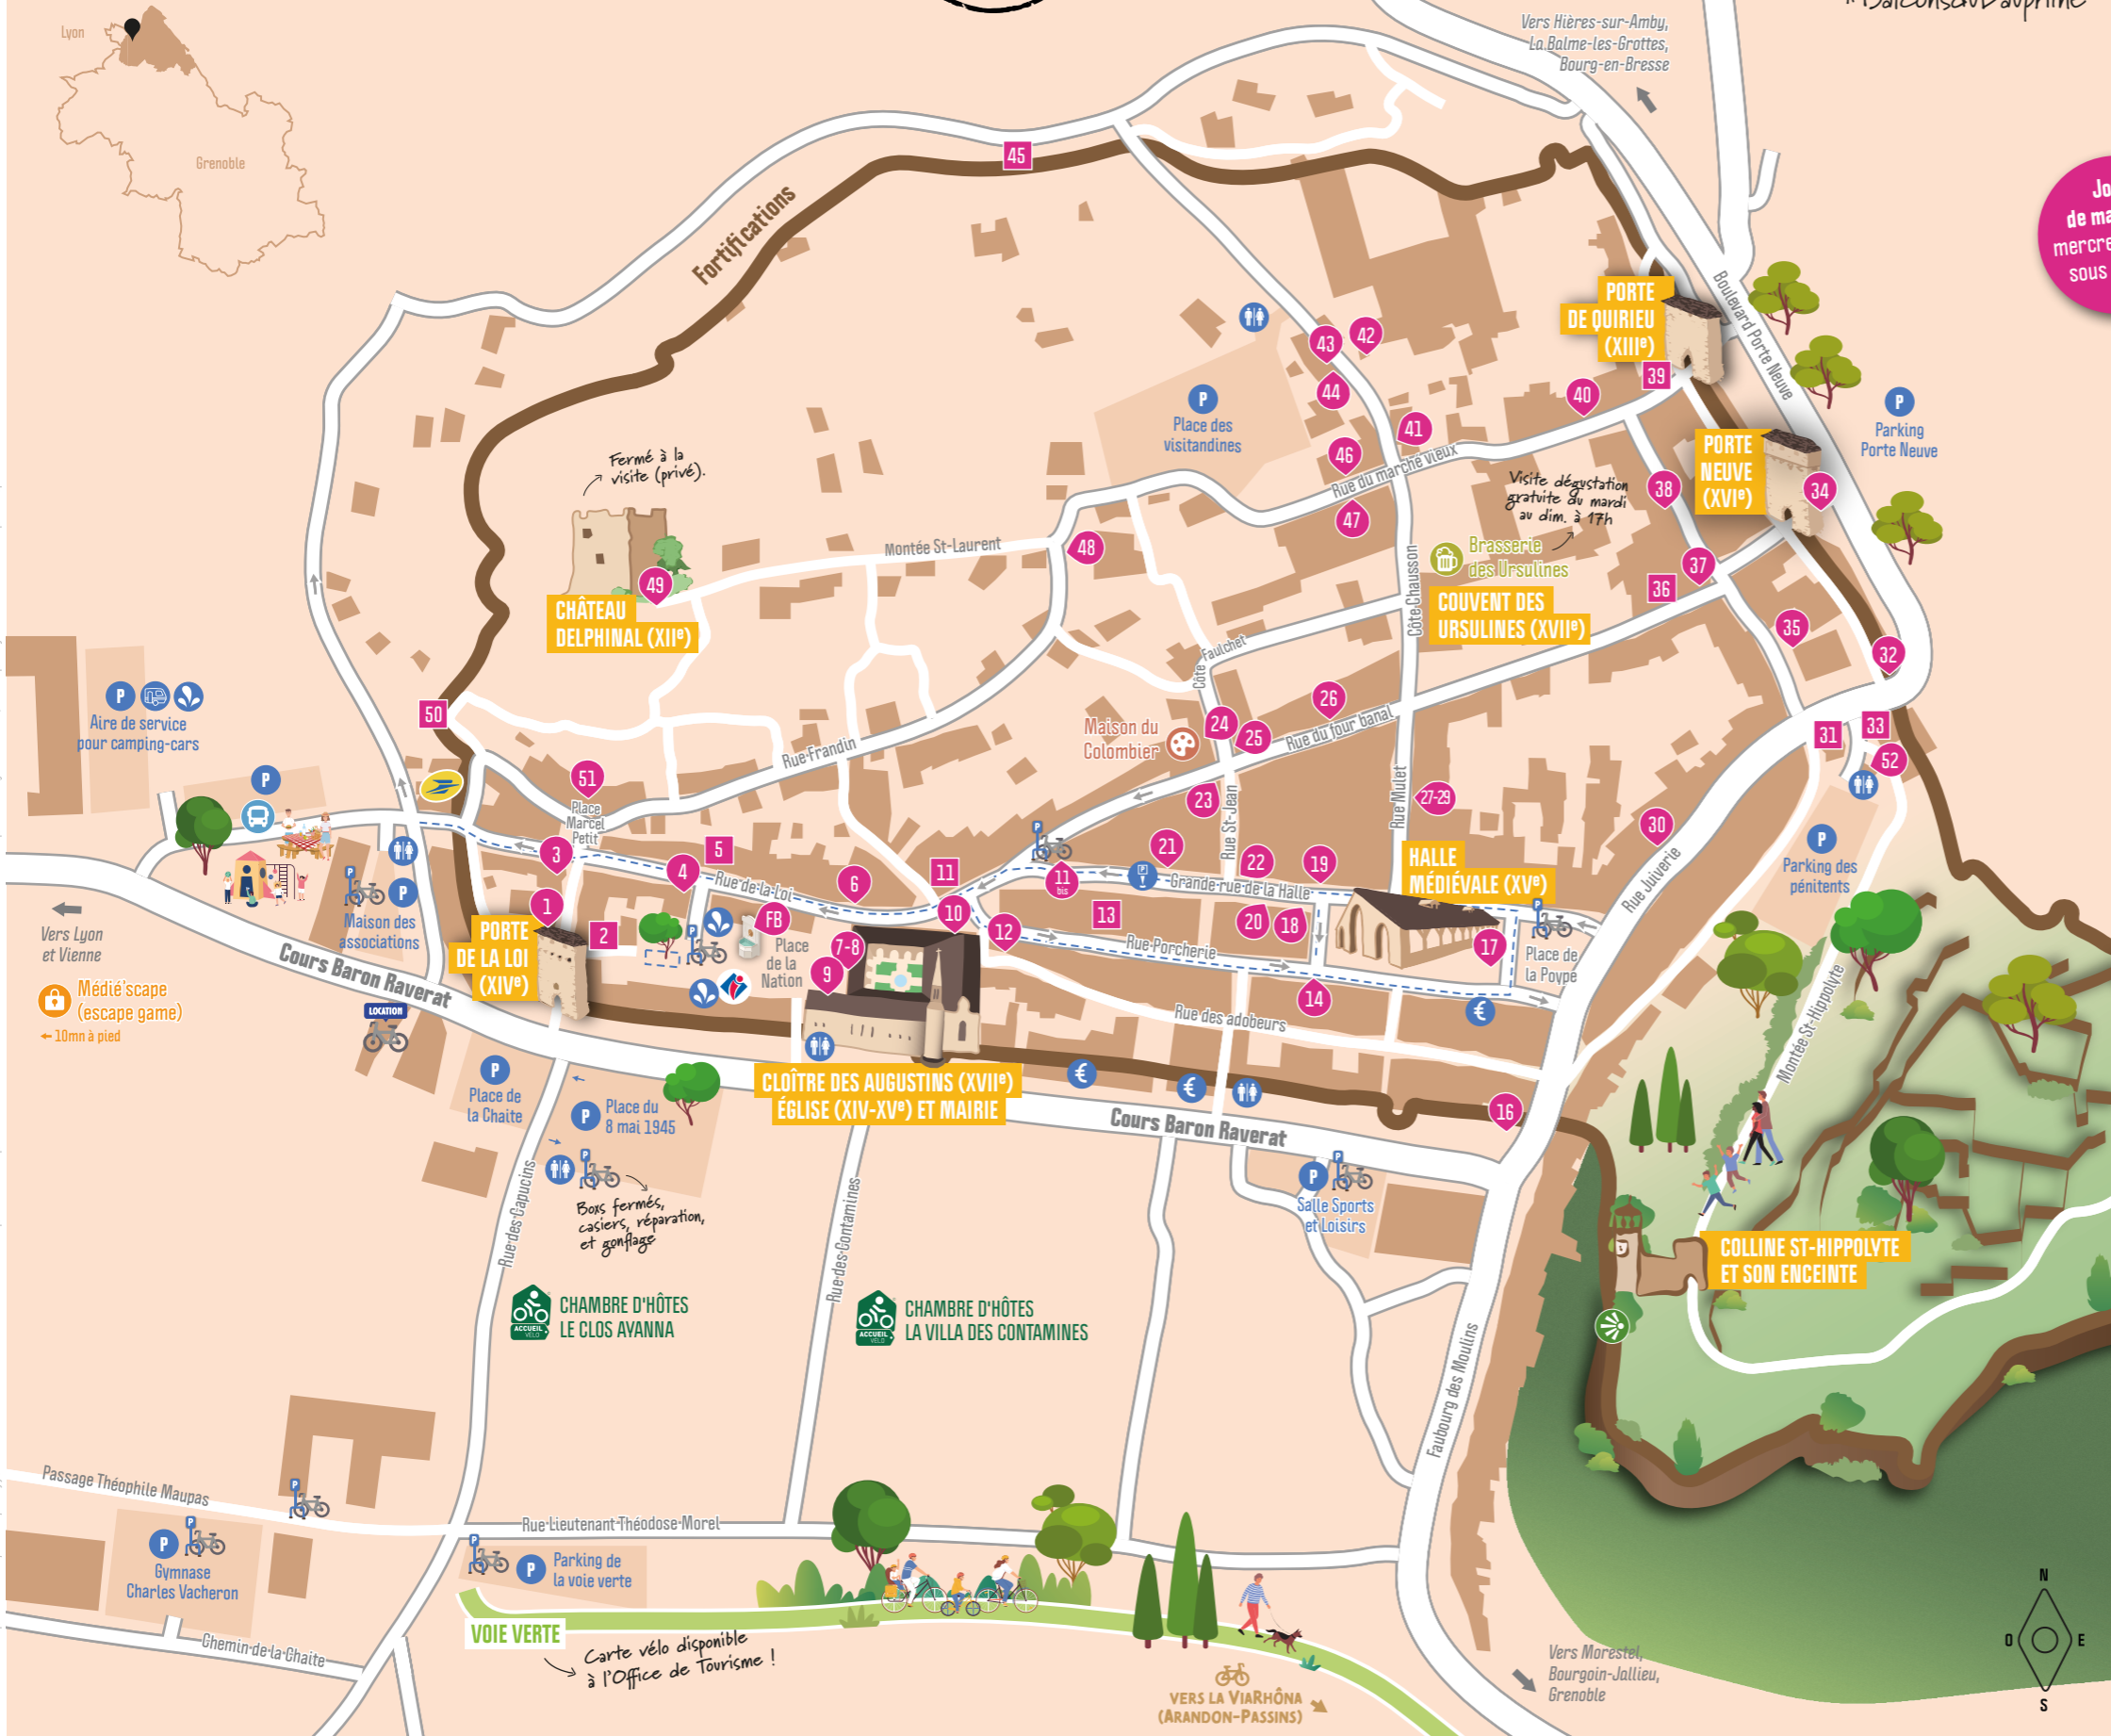 #BalconsduDauphiné
Lyon
Grenoble
Vers Hières-sur-Amby,
La Balme-les-Grottes,
Bourg-en-Bresse
Jo
de ma
mercre
sous
45
Fortifications
PORTE
DE QUIRIEU
(XIIIe)
Boulevard Porte Neuve
43
42
44
39
40
P
Place des
visitandines
P
Parking
Porte Neuve
41
46
Rue du marché vieux
47
PORTE
NEUVE
(XVIe)
34
38
Fermé à la
visite (privé).
Visite dégustation
gratuite du mardi
au dim. à 17h
Montée St-Laurent
48
49
CHÂTEAU
DELPHINAL (XIIe)
Côte Chausson
Brasserie
des Ursulines
COUVENT DES
URSULINES (XVIIe)
37
36
35
32
Côte Faulchet
50
P
Aire de service
pour camping-cars
Maison du
Colombier
24
25
26
Rue du four banal
Rue Frandin
31
33
52
51
Place
Marcel
Petit
23
Rue St-Jean
Rue Mulet
27-29
30
Rue Juiverie
P
Parking des
pénitents
P
3
5
4
Rue de la Loi
6
11
P
11
bis
21
P
22
19
Grande rue de la Halle
HALLE
MÉDIÉVALE (XVe)
P
P
Maison des
associations
1
2
PORTE
DE LA LOI
(XIVe)
P
FB
Place
de la
Nation
7-8
9
10
12
13
20
18
17
P
Place de
la Poype
Rue Porcherie
14
€
Rue des adobeurs
Montée St-Hippolyte
Vers Lyon
et Vienne
Cours Baron Raverat
Médié'scape
(escape game)
10mn à pied
LOCATION
P
Place de
la Chaite
P
Place du
8 mai 1945
CLOÎTRE DES AUGUSTINS (XVIIe)
ÉGLISE (XIV-XVe) ET MAIRIE
€
€
Cours Baron Raverat
16
P
Boxs fermés,
casiers, réparation,
et gonflage
P
P
Salle Sports
et Loisirs
Rue des Capucins
Rue des Contamines
COLLINE ST-HIPPOLYTE
ET SON ENCEINTE
ACCUEIL
VÉLO
CHAMBRE D'HÔTES
LE CLOS AYANNA
ACCUEIL
VÉLO
CHAMBRE D'HÔTES
LA VILLA DES CONTAMINES
Faubourg des Moulins
Passage Théophile Maupas
P
P
P
Gymnase
Charles Vacheron
Rue Lieutenant Théodose Morel
P
P
Parking de
la voie verte
Chemin de la Chaite
VOIE VERTE
Carte vélo disponible
à l'Office de Tourisme !
VERS LA VIARHÔNA
(ARANDON-PASSINS)
Vers Morestel,
Bourgoin-Jallieu,
Grenoble
N
O
E
S